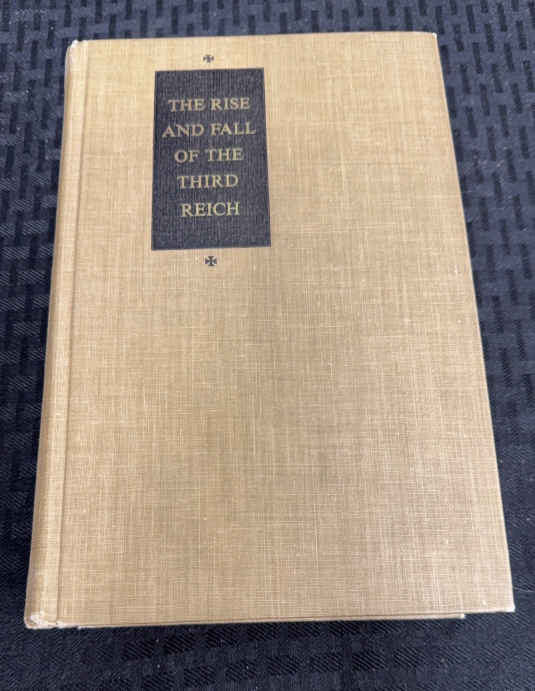 THE RISE
AND FALL
OF THE
THIRD
REICH